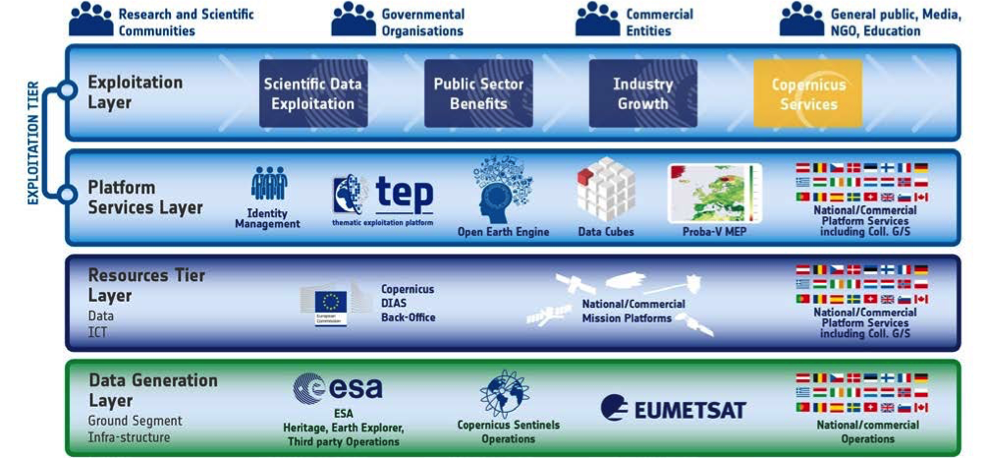 Research and Scientific
Communities
Governmental
Organisations
Commercial
Entities
General public, Media,
NGO, Education
EXPLOITATION TIER
Exploitation
Layer
Scientific Data
Exploitation
Public Sector
Benefits
Industry
Growth
Copernicus
Services
Platform
Services Layer
Identity
Management
tep
thematic exploitation platform
Open Earth Engine
Data Cubes
Proba-V MEP
National/Commercial
Platform Services
including Coll. G/S
Resources Tier
Layer
Data
ICT
European
Commission
Copernicus
DIAS
Back-Office
National/Commercial
Mission Platforms
National/Commercial
Platform Services
including Coll. G/S
Data Generation
Layer
Ground Segment
Infra-structure
esa
ESA
Heritage, Earth Explorer,
Third party Operations
Copernicus Sentinels
Operations
EUMETSAT
National/commercial
Operations